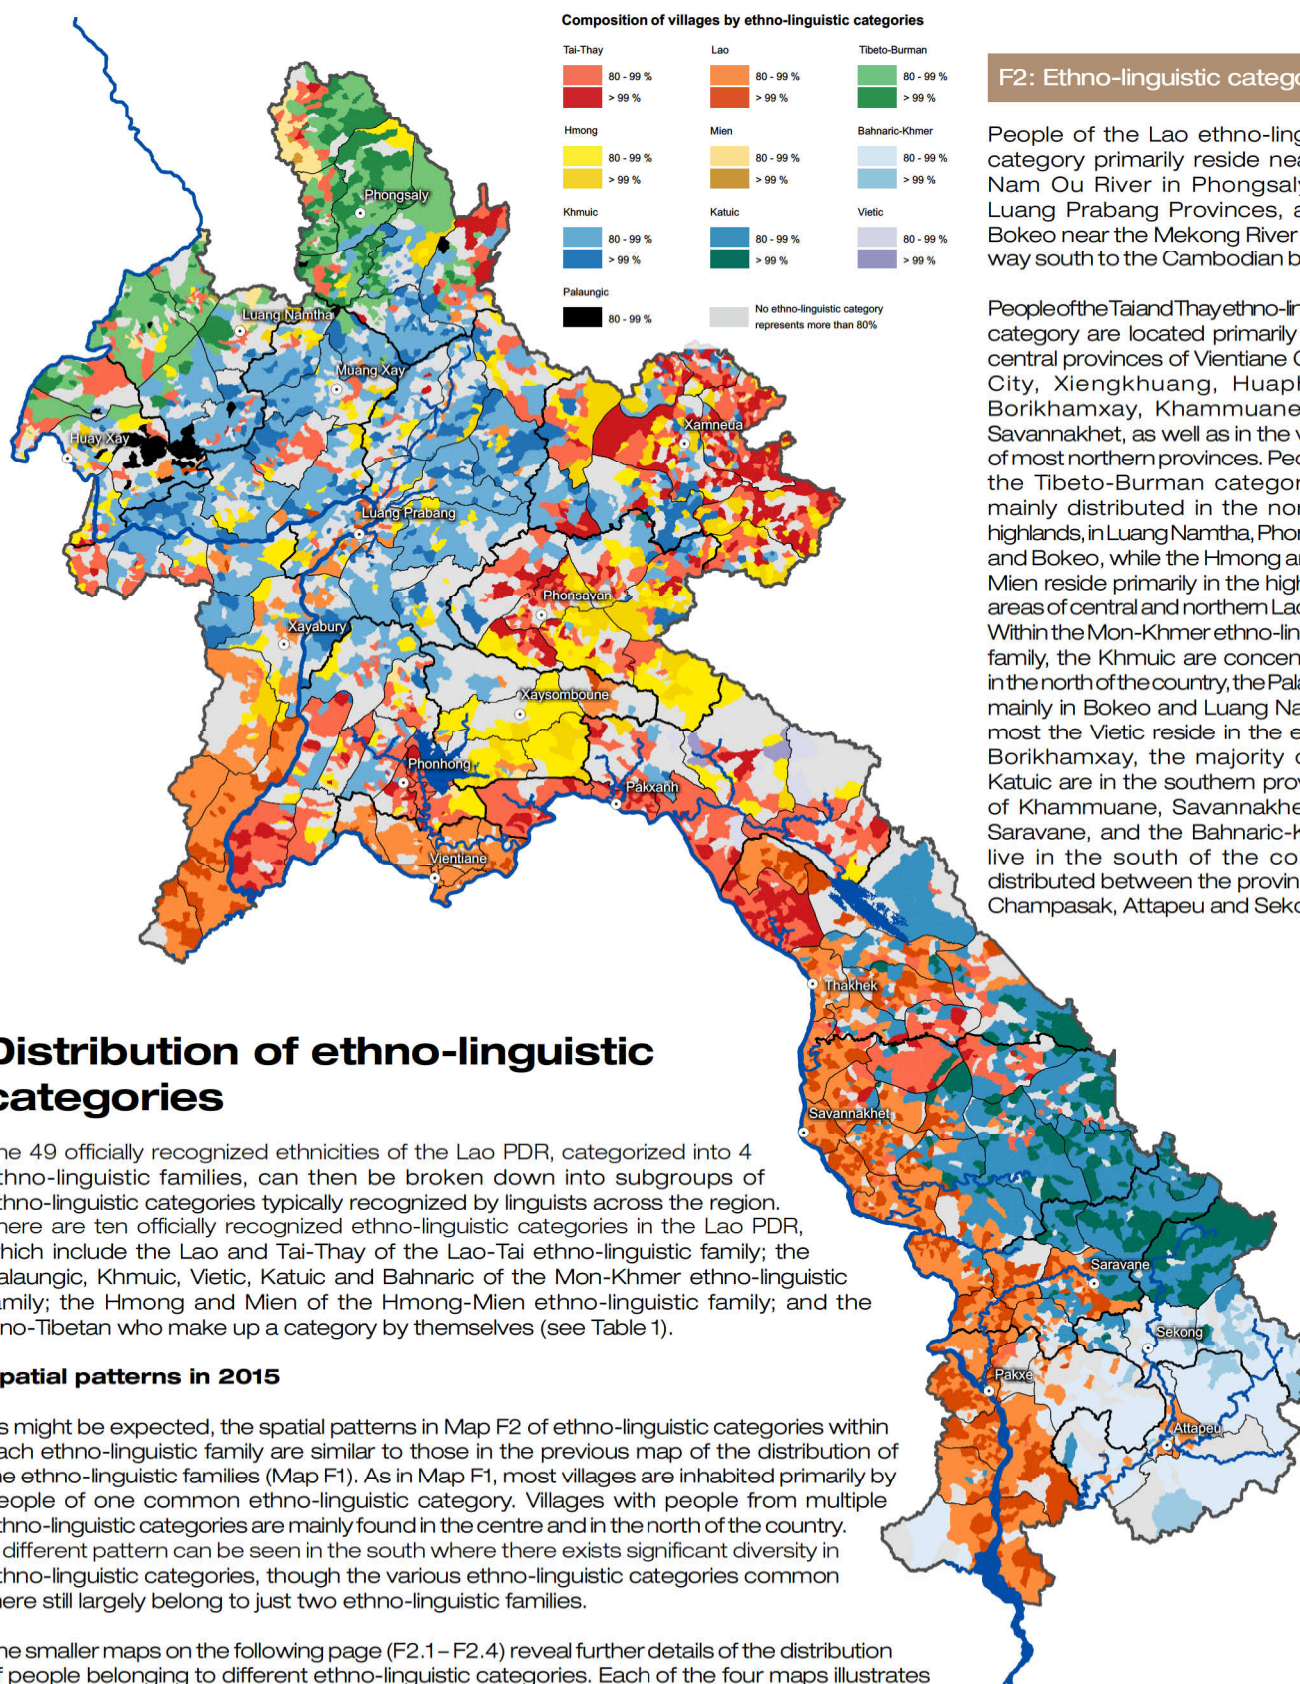 Composition of villages by ethno-linguistic categories
Tai-Thay
80 - 99 %
> 99 %
Lao
80 - 99 %
> 99 %
Tibeto-Burman
80 - 99 %
> 99 %
Hmong
80 - 99 %
> 99 %
Mien
80 - 99 %
> 99 %
Bahnaric-Khmer
80 - 99 %
> 99 %
Khmuic
80 - 99 %
> 99 %
Katuic
80 - 99 %
> 99 %
Vietic
80 - 99 %
> 99 %
Palaungic
80 - 99 %
No ethno-linguistic category
represents more than 80%
Phongsaly
Luang Namtha
Muang Xay
Huay Xay
Xamneua
Luang Prabang
Phonsavan
Xayabury
Xaysomboune
Phonhong
Pakxanh
Vientiane
Thakhek
Savannakhet
Saravane
Sekong
Pakxe
Attapeu
F2: Ethno-linguistic catego
People of the Lao ethno-ling
category primarily reside nea
Nam Ou River in Phongsaly
Luang Prabang Provinces, a
Bokeo near the Mekong River
way south to the Cambodian b
People of the Tai and Thay ethno-lin
category are located primarily
central provinces of Vientiane C
City, Xiengkhuang, Huaph
Borikhamxay, Khammuane
Savannakhet, as well as in the v
of most northern provinces. Peo
the Tibeto-Burman categor
mainly distributed in the nor
highlands, in Luang Namtha, Phon
and Bokeo, while the Hmong an
Mien reside primarily in the high
areas of central and northern Lao
Within the Mon-Khmer ethno-lin
family, the Khmuic are concen
in the north of the country, the Pala
mainly in Bokeo and Luang Na
most the Vietic reside in the e
Borikhamxay, the majority o
Katuic are in the southern prov
of Khammuane, Savannakhe
Saravane, and the Bahnaric-K
live in the south of the co
distributed between the provin
Champasak, Attapeu and Seko
Distribution of ethno-linguistic
categories
he 49 officially recognized ethnicities of the Lao PDR, categorized into 4
thno-linguistic families, can then be broken down into subgroups of
thno-linguistic categories typically recognized by linguists across the region.
here are ten officially recognized ethno-linguistic categories in the Lao PDR,
hich include the Lao and Tai-Thay of the Lao-Tai ethno-linguistic family; the
alaungic, Khmuic, Vietic, Katuic and Bahnaric of the Mon-Khmer ethno-linguistic
amily; the Hmong and Mien of the Hmong-Mien ethno-linguistic family; and the
ino-Tibetan who make up a category by themselves (see Table 1).
patial patterns in 2015
s might be expected, the spatial patterns in Map F2 of ethno-linguistic categories within
ach ethno-linguistic family are similar to those in the previous map of the distribution of
he ethno-linguistic families (Map F1). As in Map F1, most villages are inhabited primarily by
eople of one common ethno-linguistic category. Villages with people from multiple
thno-linguistic categories are mainly found in the centre and in the north of the country.
different pattern can be seen in the south where there exists significant diversity in
thno-linguistic categories, though the various ethno-linguistic categories common
here still largely belong to just two ethno-linguistic families.
he smaller maps on the following page (F2.1 – F2.4) reveal further details of the distribution
f people belonging to different ethno-linguistic categories. Each of the four maps illustrates